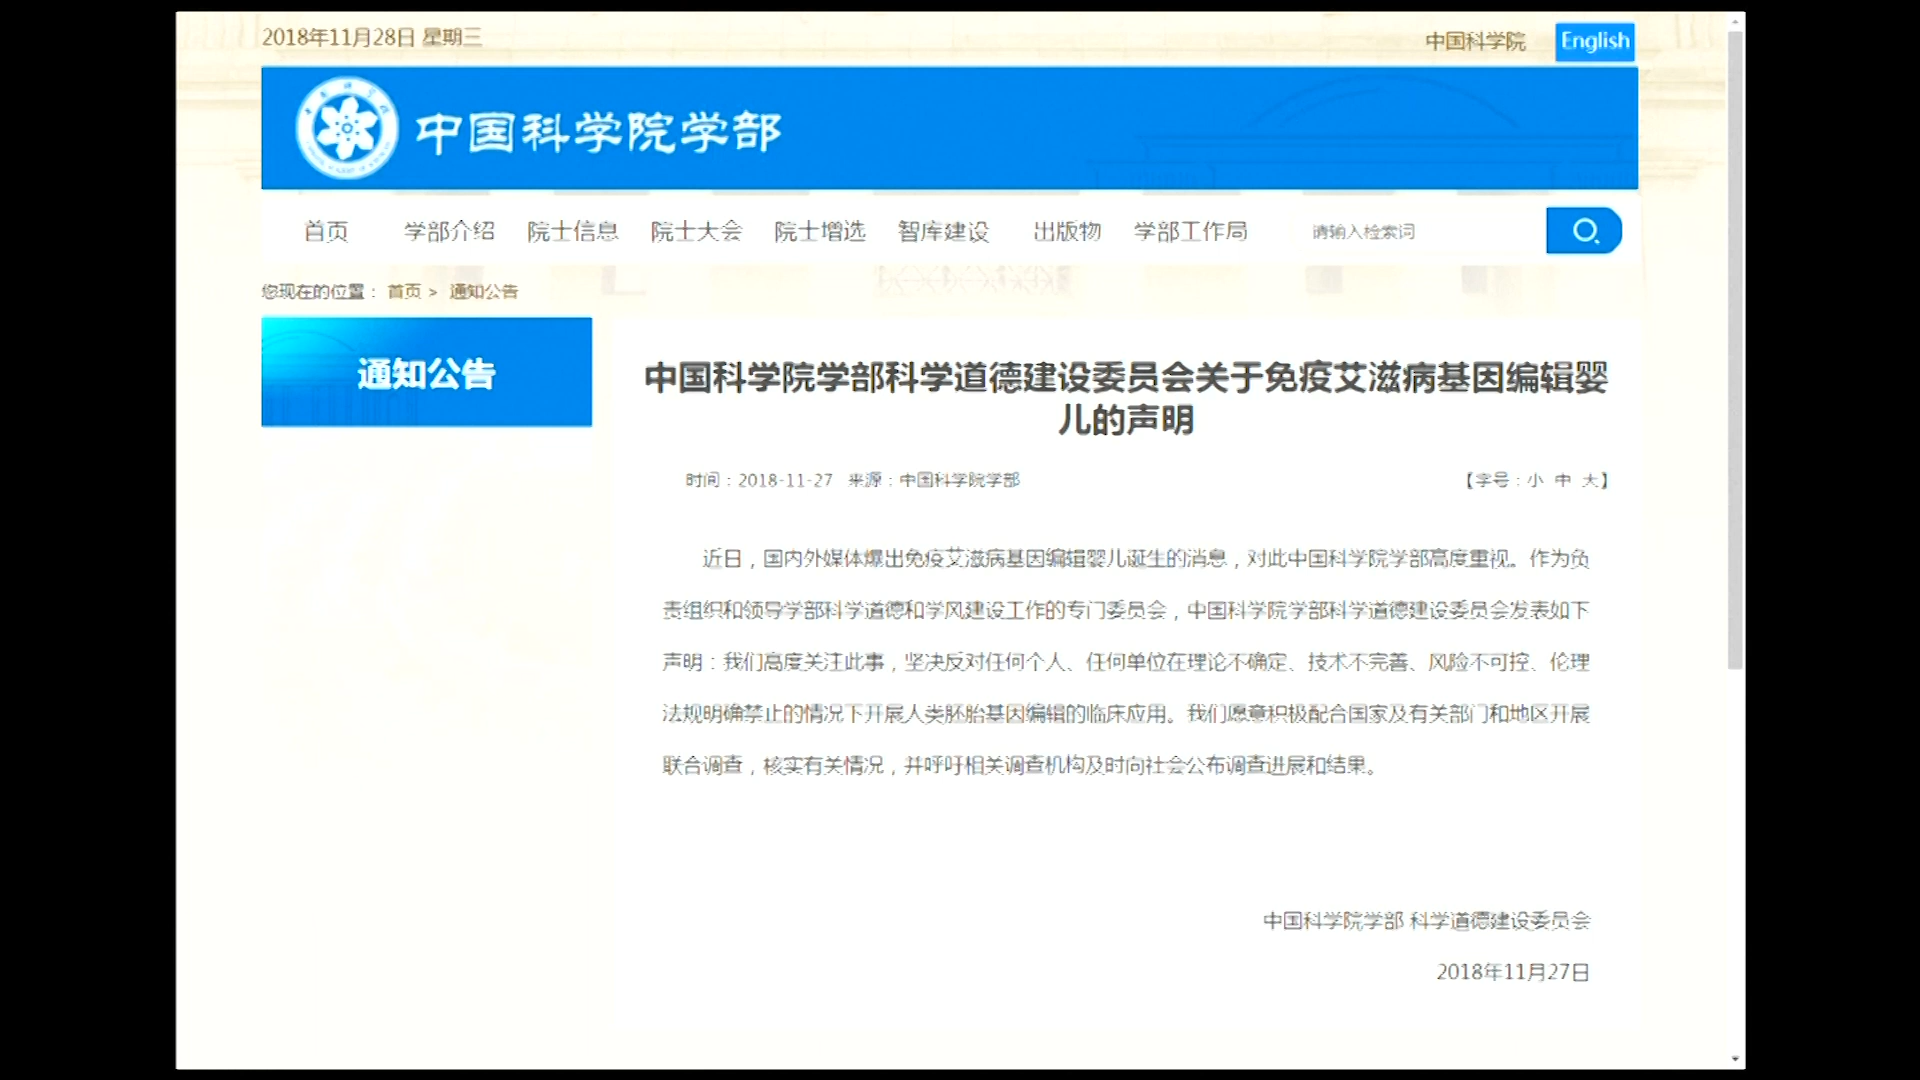 2018年11月28日 星期三
中国科学院 English
中国科学院学部
首页 学部介绍 院士信息 院士大会 院士增选 智库建设 出版物 学部工作局 请输入检索词
您现在的位置： 首页 > 通知公告
通知公告
中国科学院学部科学道德建设委员会关于免疫艾滋病基因编辑婴
儿的声明
时间：2018-11-27 来源：中国科学院学部 【字号：小 中 大】
近日，国内外媒体爆出免疫艾滋病基因编辑婴儿诞生的消息，对此中国科学院学部高度重视。作为负
责组织和领导学部科学道德和学风建设工作的专门委员会，中国科学院学部科学道德建设委员会发表如下
声明：我们高度关注此事，坚决反对任何个人、任何单位在理论不确定、技术不完善、风险不可控、伦理
法规明确禁止的情况下开展人类胚胎基因编辑的临床应用。我们愿意积极配合国家及有关部门和地区开展
联合调查，核实有关情况，并呼吁相关调查机构及时向社会公布调查进展和结果。
中国科学院学部 科学道德建设委员会
2018年11月27日